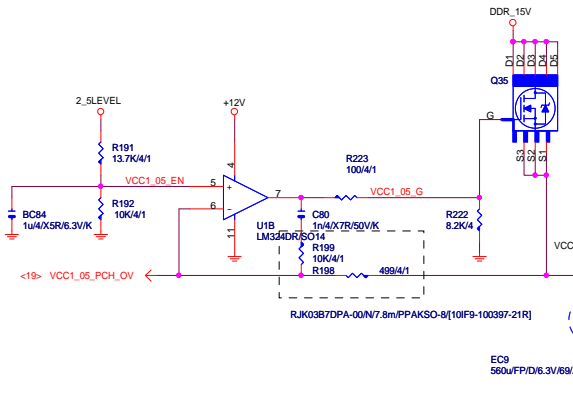 DDR_15V
D1
D2
D3
D4
D5
Q35
2_5LEVEL
+12V
G
R191
13.7K/4/1
4
R223
100/4/1
S3
S2
S1
VCC1_05_EN
5
+
7
VCC1_05_G
6
-
BC84
1u/4/X5R/6.3V/K
R192
10K/4/1
11
U1B
LM324DR/SO14
C80
1n/4/X7R/50V/K
R222
8.2K/4
R199
10K/4/1
VCC
<19>
VCC1_05_PCH_OV
R198
499/4/1
RJK03B7DPA-00/N/7.8m/PPAKSO-8/[10IF9-100397-21R]
EC9
560u/FP/D/6.3V/69/